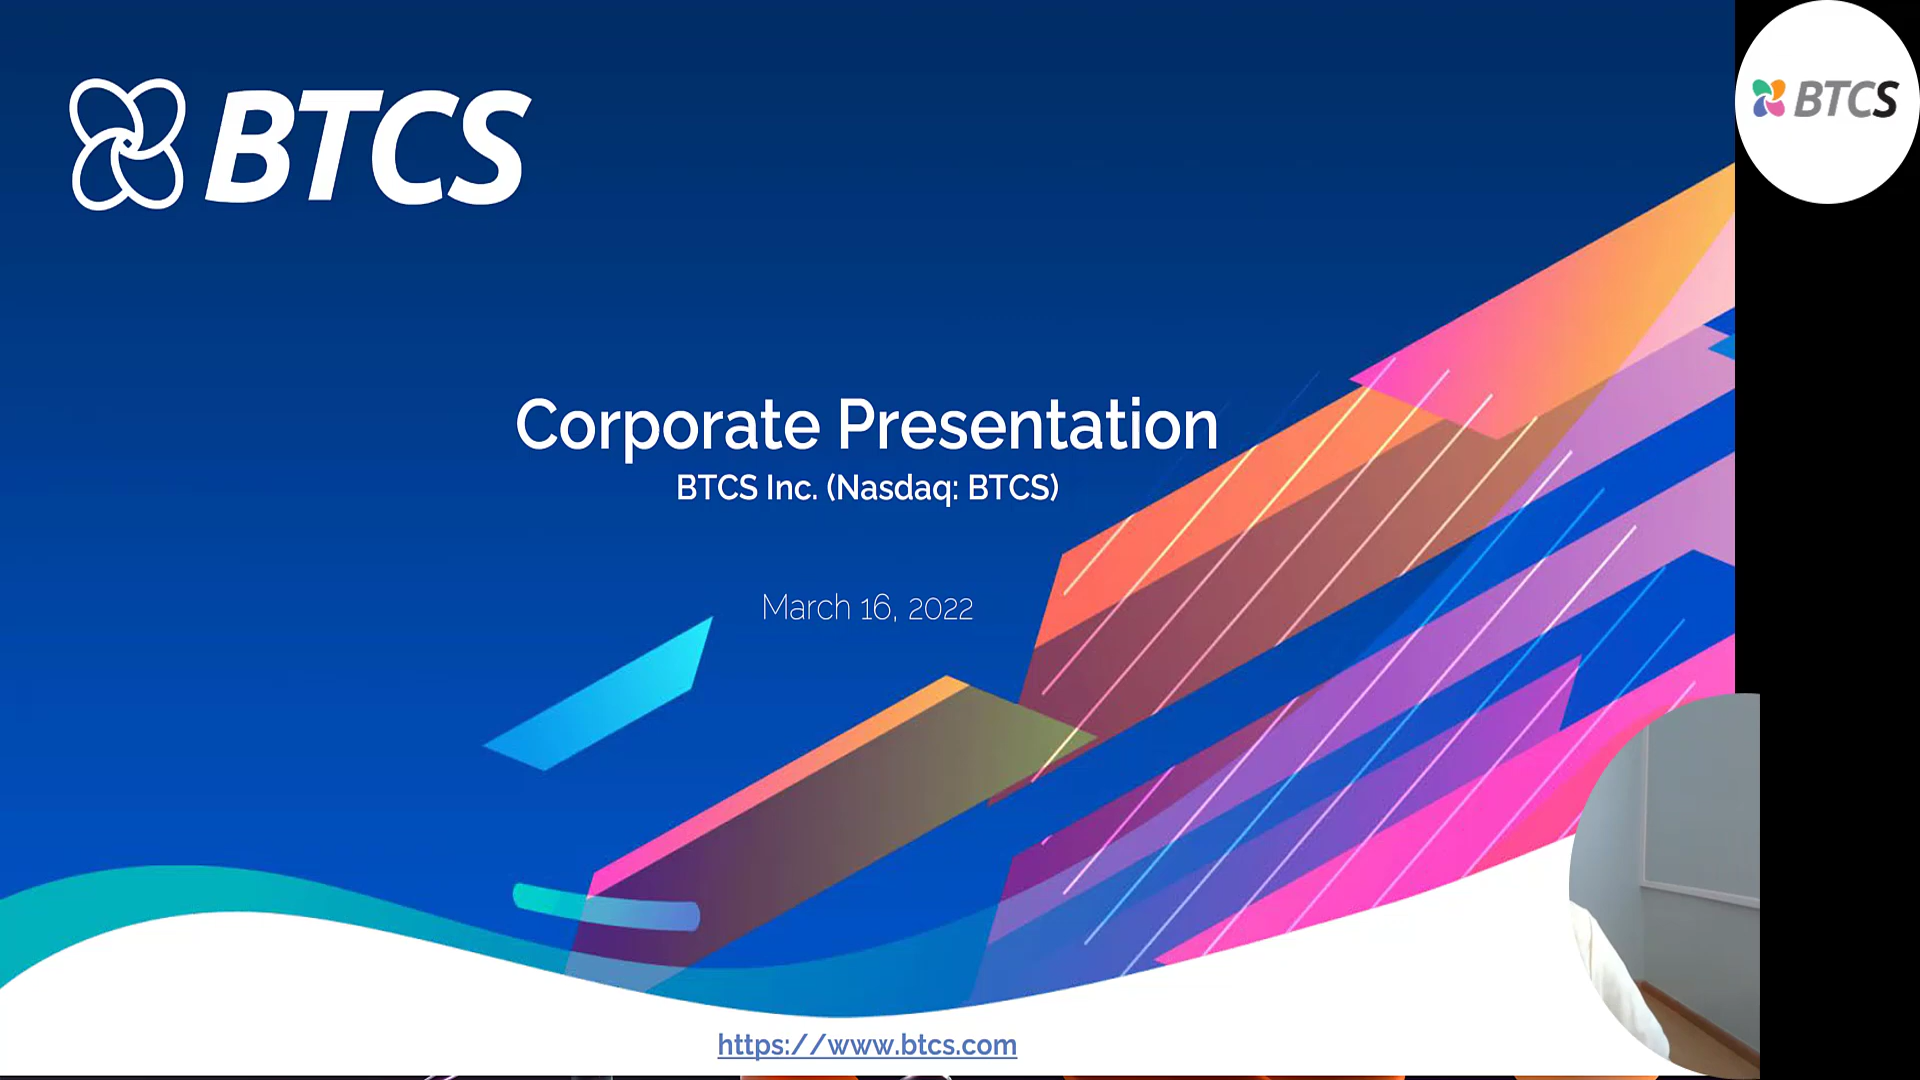 BTCS
BTCS
Corporate Presentation
BTCS Inc. (Nasdaq: BTCS)
March 16, 2022
https://www.btcs.com